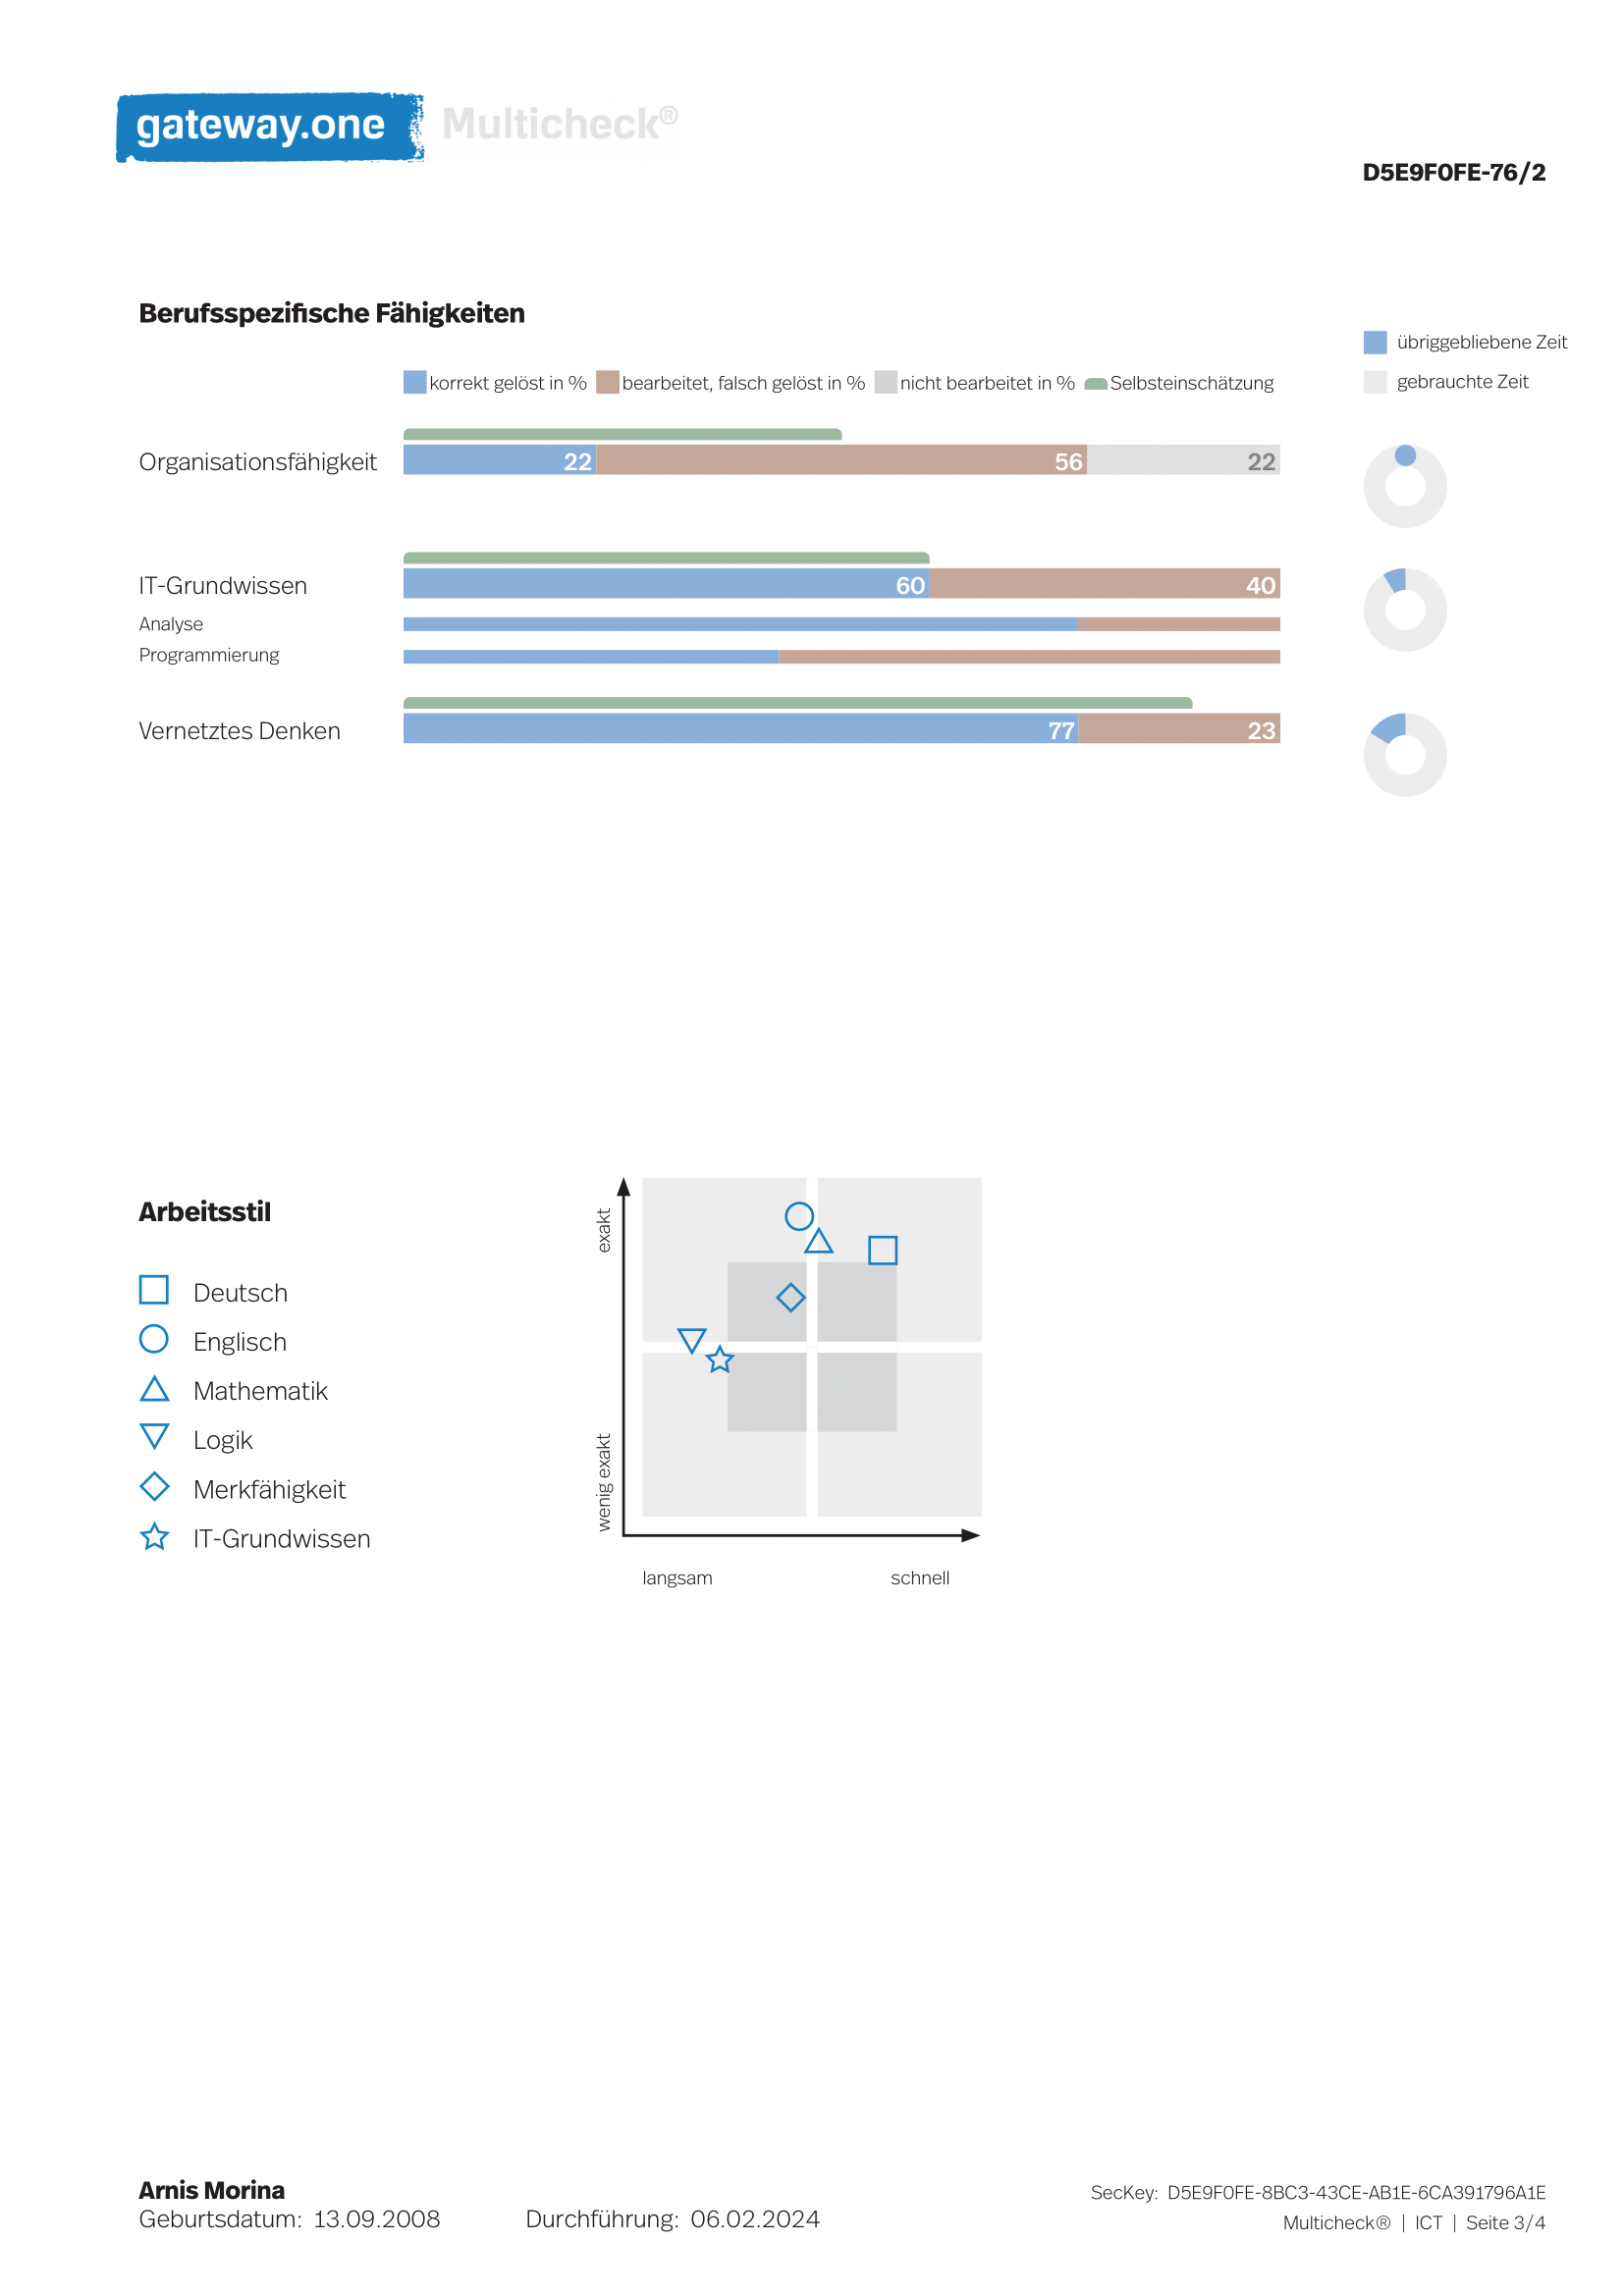 gateway.one Multicheck®
D5E9F0FE-76/2
Berufsspezifische Fähigkeiten
übriggebliebene Zeit
korrekt gelöst in % bearbeitet, falsch gelöst in % nicht bearbeitet in % Selbsteinschätzung
gebrauchte Zeit
Organisationsfähigkeit 22 56 22
IT-Grundwissen 60 40
Analyse
Programmierung
Vernetztes Denken 77 23
Arbeitsstil
Deutsch
Englisch
Mathematik
Logik
Merkfähigkeit
IT-Grundwissen
exakt
wenig exakt
langsam schnell
Arnis Morina
Geburtsdatum: 13.09.2008 Durchführung: 06.02.2024
SecKey: D5E9F0FE-8BC3-43CE-AB1E-6CA391796A1E
Multicheck® | ICT | Seite 3/4